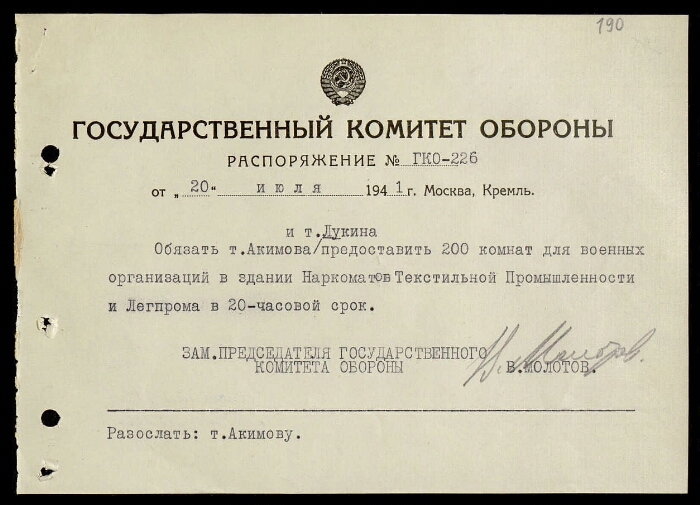 190
ГОСУДАРСТВЕННЫЙ КОМИТЕТ ОБОРОНЫ
РАСПОРЯЖЕНИЕ № ГКО-226
от „20“ июля 1941 г. Москва, Кремль.
и т.Лукина
Обязать т.Акимова/предоставить 200 комнат для военных
организаций в здании Наркоматов Текстильной Промышленности
и Легпрома в 20-часовой срок.
ЗАМ.ПРЕДСЕДАТЕЛЯ ГОСУДАРСТВЕННОГО
КОМИТЕТА ОБОРОНЫ В.МОЛОТОВ.
В. Молотов.
Разослать: т.Акимову.